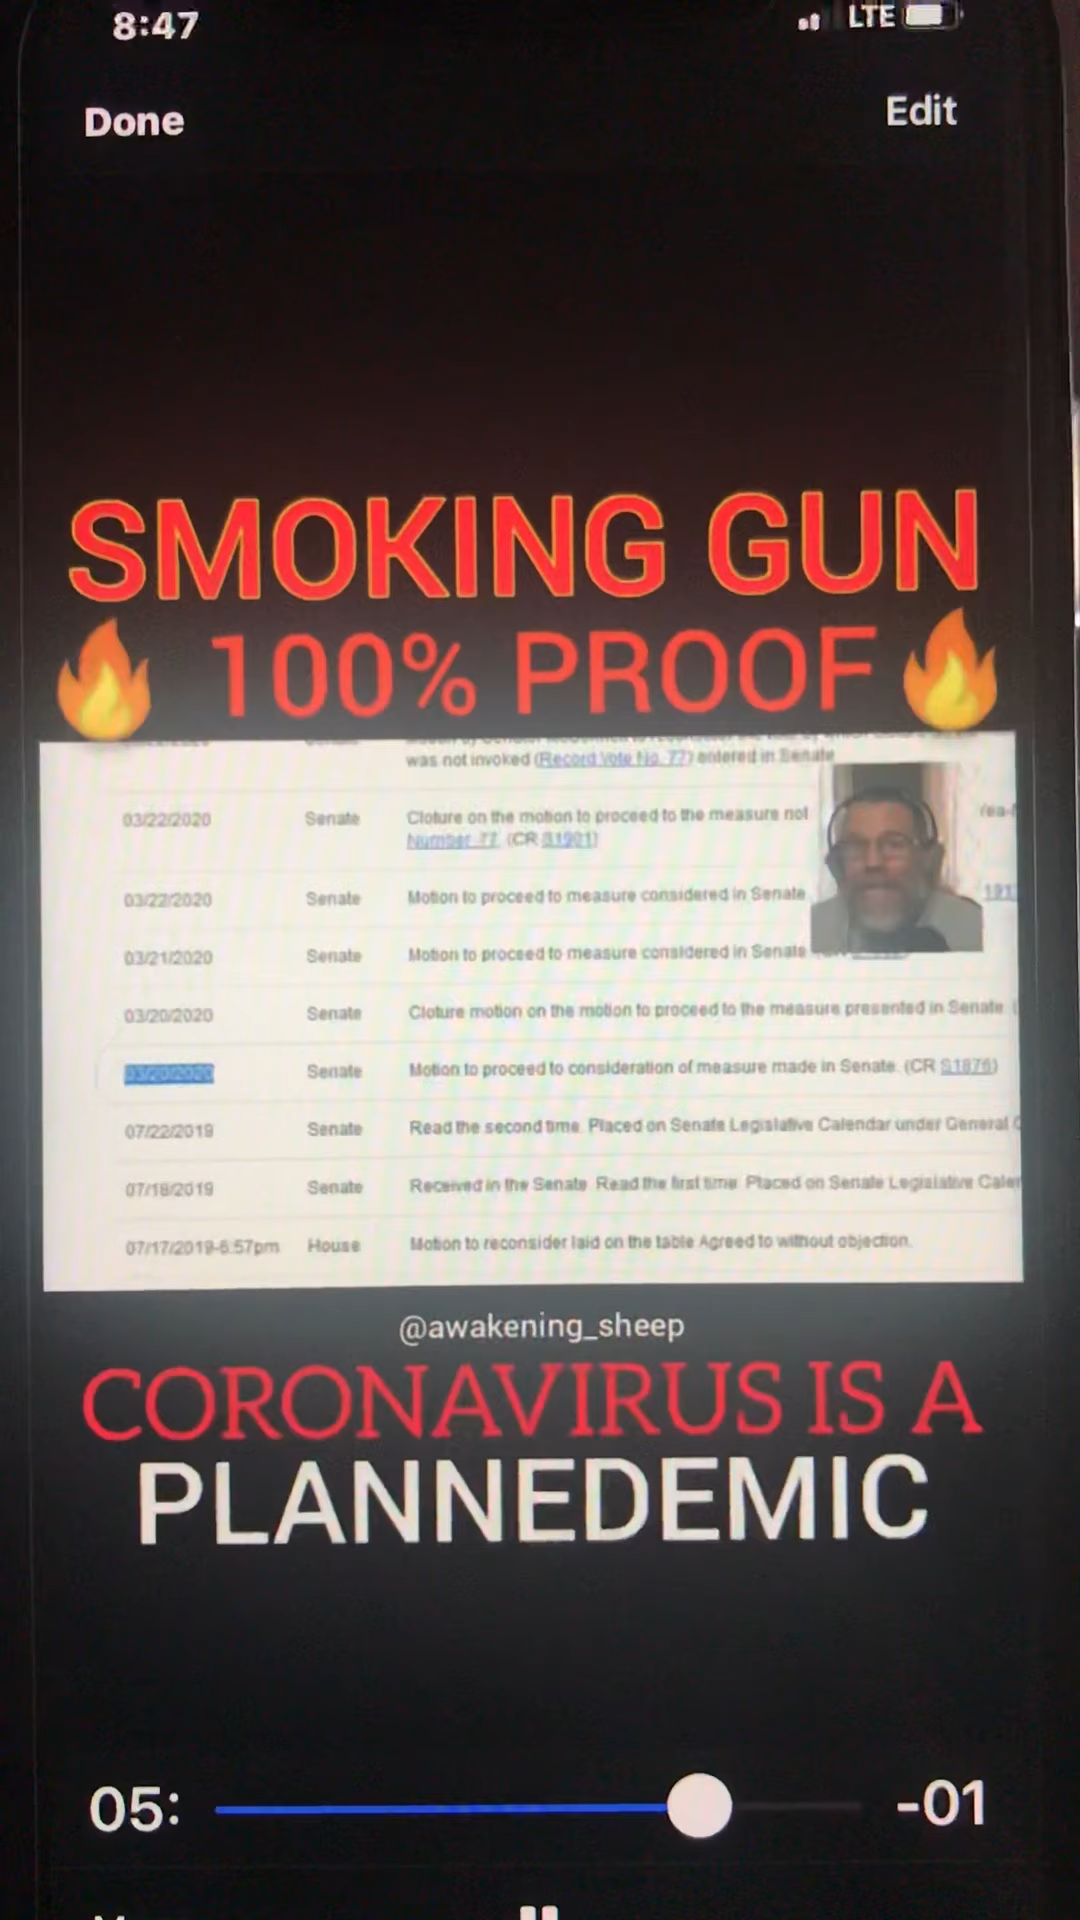 8:47
LTE
Done
Edit
SMOKING GUN
100% PROOF
was not invoked (Record Vote No. 77) entered in Senate
03/22/2020 Senate Cloture on the motion to proceed to the measure not
Number 77. (CR S1901)
03/22/2020 Senate Motion to proceed to measure considered in Senate
03/21/2020 Senate Motion to proceed to measure considered in Senate
03/20/2020 Senate Cloture motion on the motion to proceed to the measure presented in Senate. (
03/20/2020 Senate Motion to proceed to consideration of measure made in Senate. (CR S1876)
07/22/2019 Senate Read the second time. Placed on Senate Legislative Calendar under General
07/18/2019 Senate Received in the Senate. Read the first time. Placed on Senate Legislative
07/17/2019-6:57pm House Motion to reconsider laid on the table Agreed to without objection.
@awakening_sheep
CORONAVIRUS IS A
PLANNEDEMIC
05:
-01